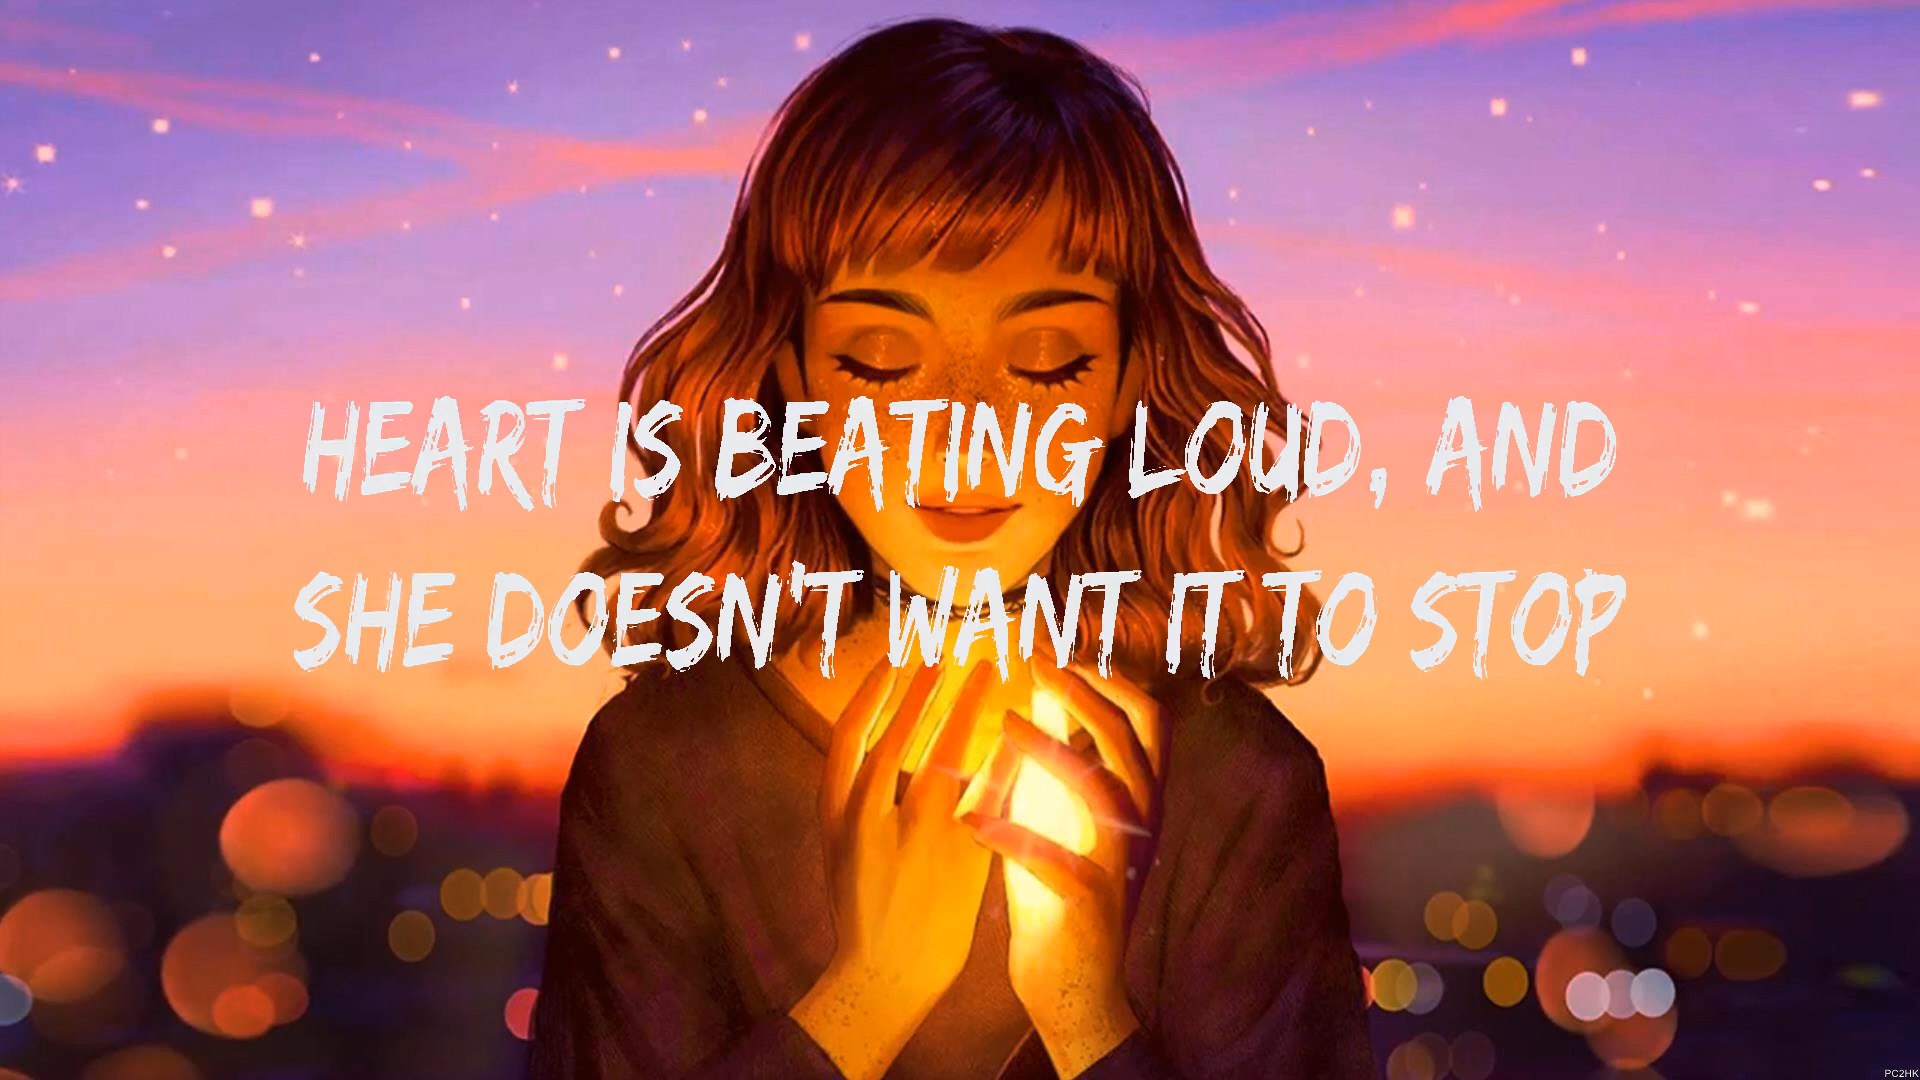 HEART IS BEATING LOUD, AND
SHE DOESN'T WANT IT TO STOP
PC2HK